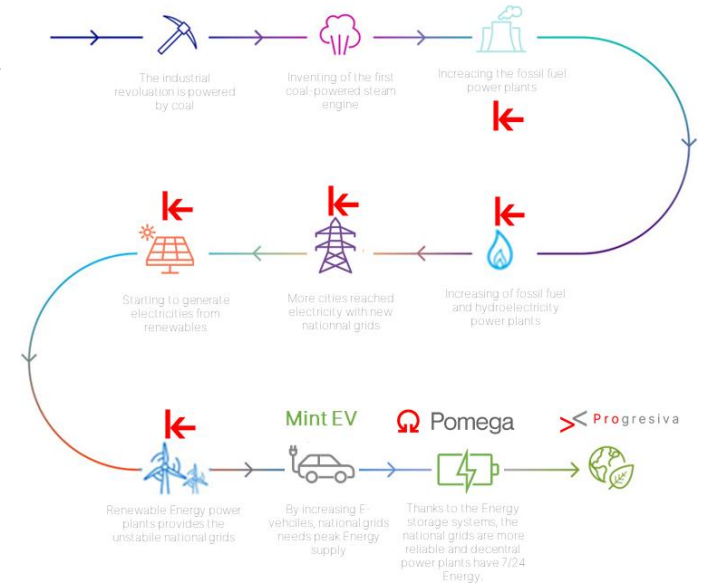 The industrial
revoluation is powered
by coal
Inventing of the first
coal-powered steam
engine
Increacing the fossil fuel
power plants
Increasing of fossil fuel
and hydroelectricity
power plants
More cities reached
electricity with new
nationnal grids
Starting to generate
electricities from
renewables
Renewable Energy power
plants provides the
unstabile national grids
Mint EV
By increasing E-
vehciles, national grids
needs peak Energy
supply
Pomega
Thanks to the Energy
storage systems, the
national grids are more
reliable and decentral
power plants have 7/24
Energy.
Progresiva